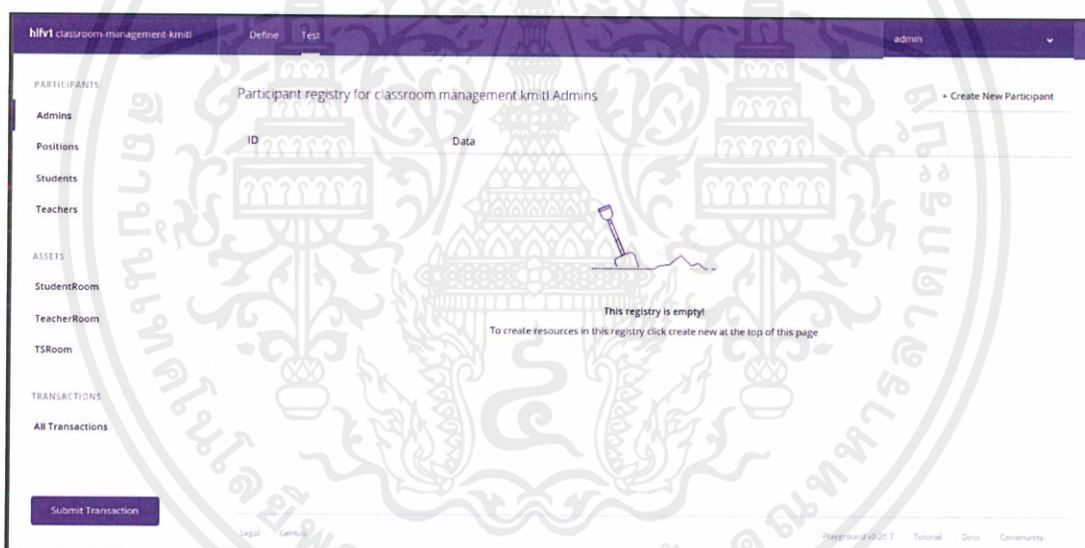 hlfv1 classroom-management-kmitl Define Test admin
PARTICIPANTS
Admins
Positions
Students
Teachers
ASSETS
StudentRoom
TeacherRoom
TSRoom
TRANSACTIONS
All Transactions
Submit Transaction
Participant registry for classroom.management.kmitl.Admins
+ Create New Participant
ID Data
This registry is empty!
To create resources in this registry click create new at the top of this page
Legal GitHub
Tutorial Docs Community